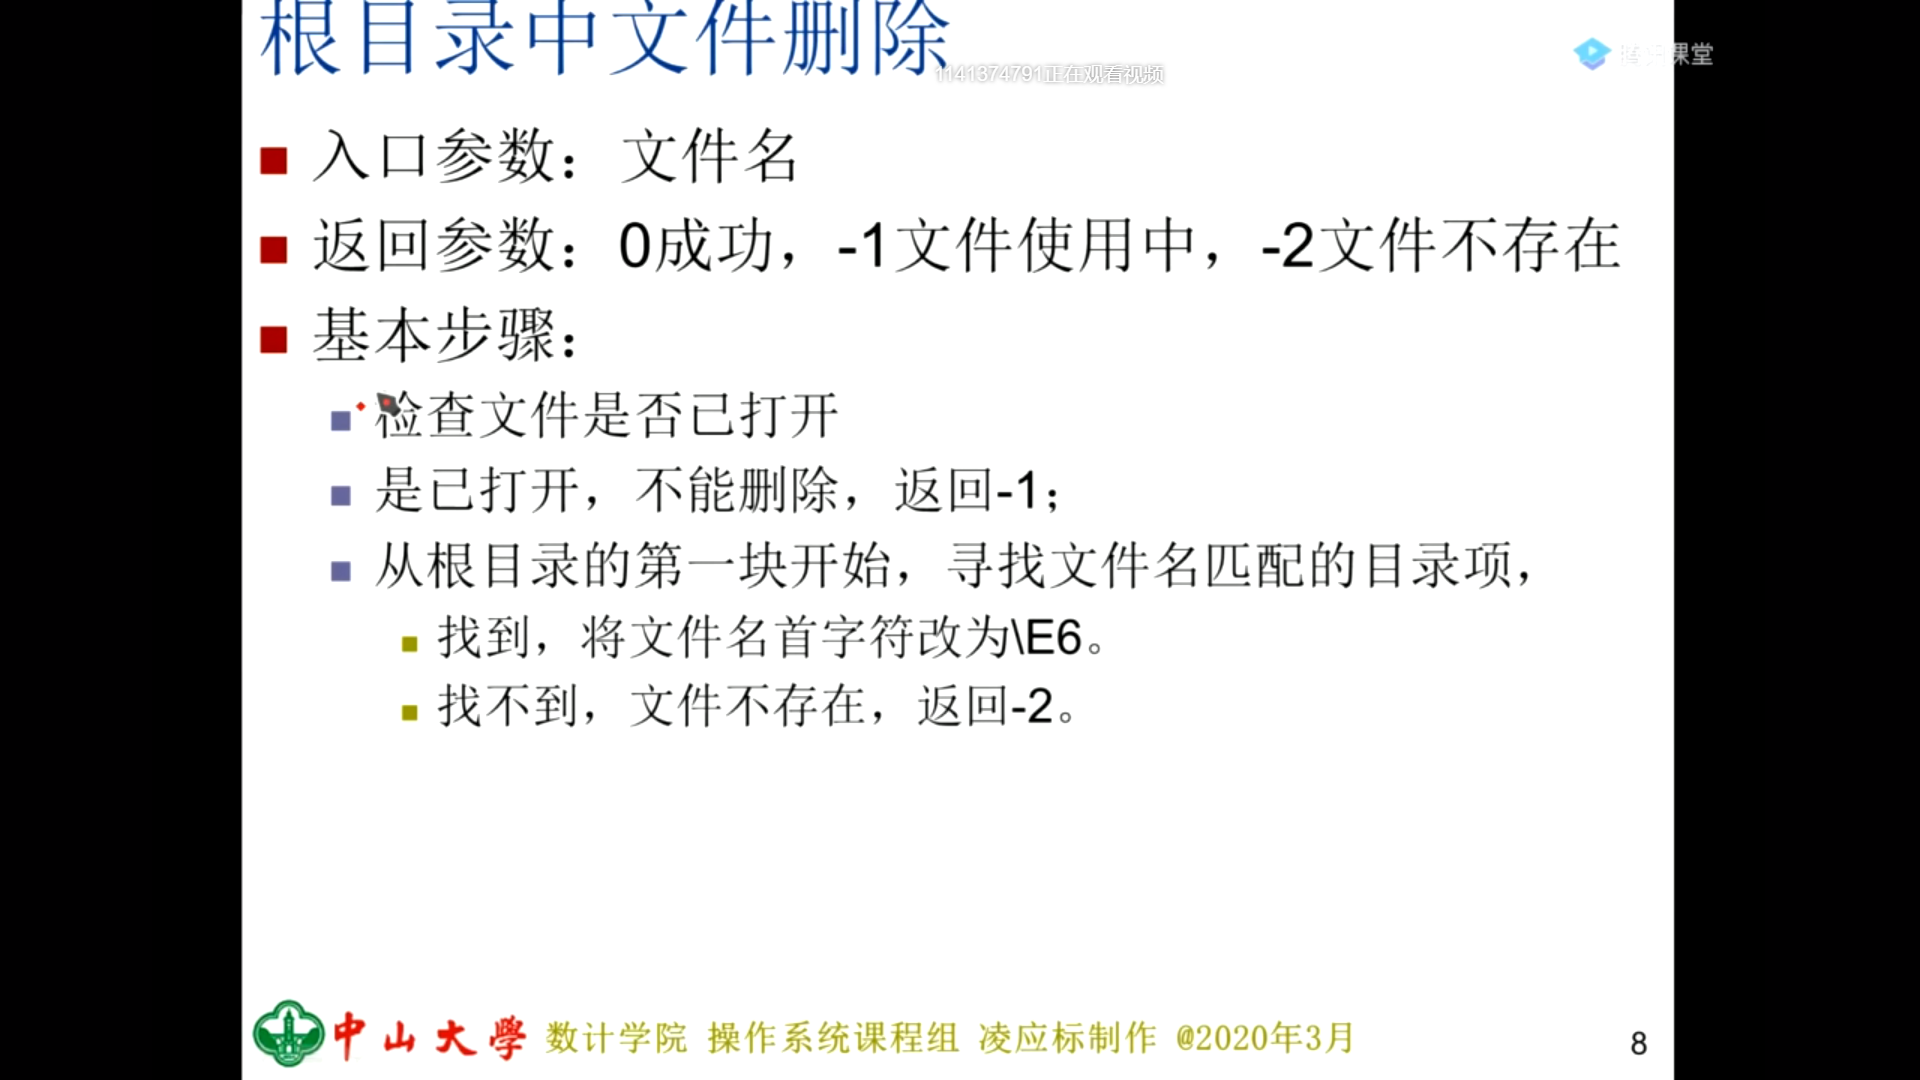 根目录中文件删除
1141374791正在观看视频
腾讯课堂
入口参数：文件名
返回参数：0成功，-1文件使用中，-2文件不存在
基本步骤：
检查文件是否已打开
是已打开，不能删除，返回-1；
从根目录的第一块开始，寻找文件名匹配的目录项，
找到，将文件名首字符改为\E6。
找不到，文件不存在，返回-2。
中山大学 数计学院 操作系统课程组 凌应标制作 @2020年3月
8